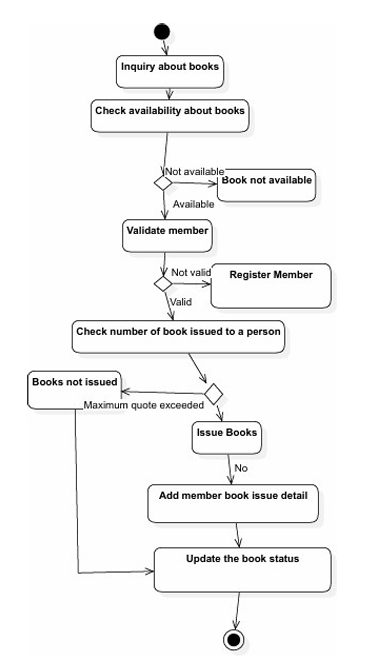 Inquiry about books
Check availability about books
Not available
Book not available
Available
Validate member
Not valid
Register Member
Valid
Check number of book issued to a person
Books not issued
Maximum quote exceeded
Issue Books
No
Add member book issue detail
Update the book status